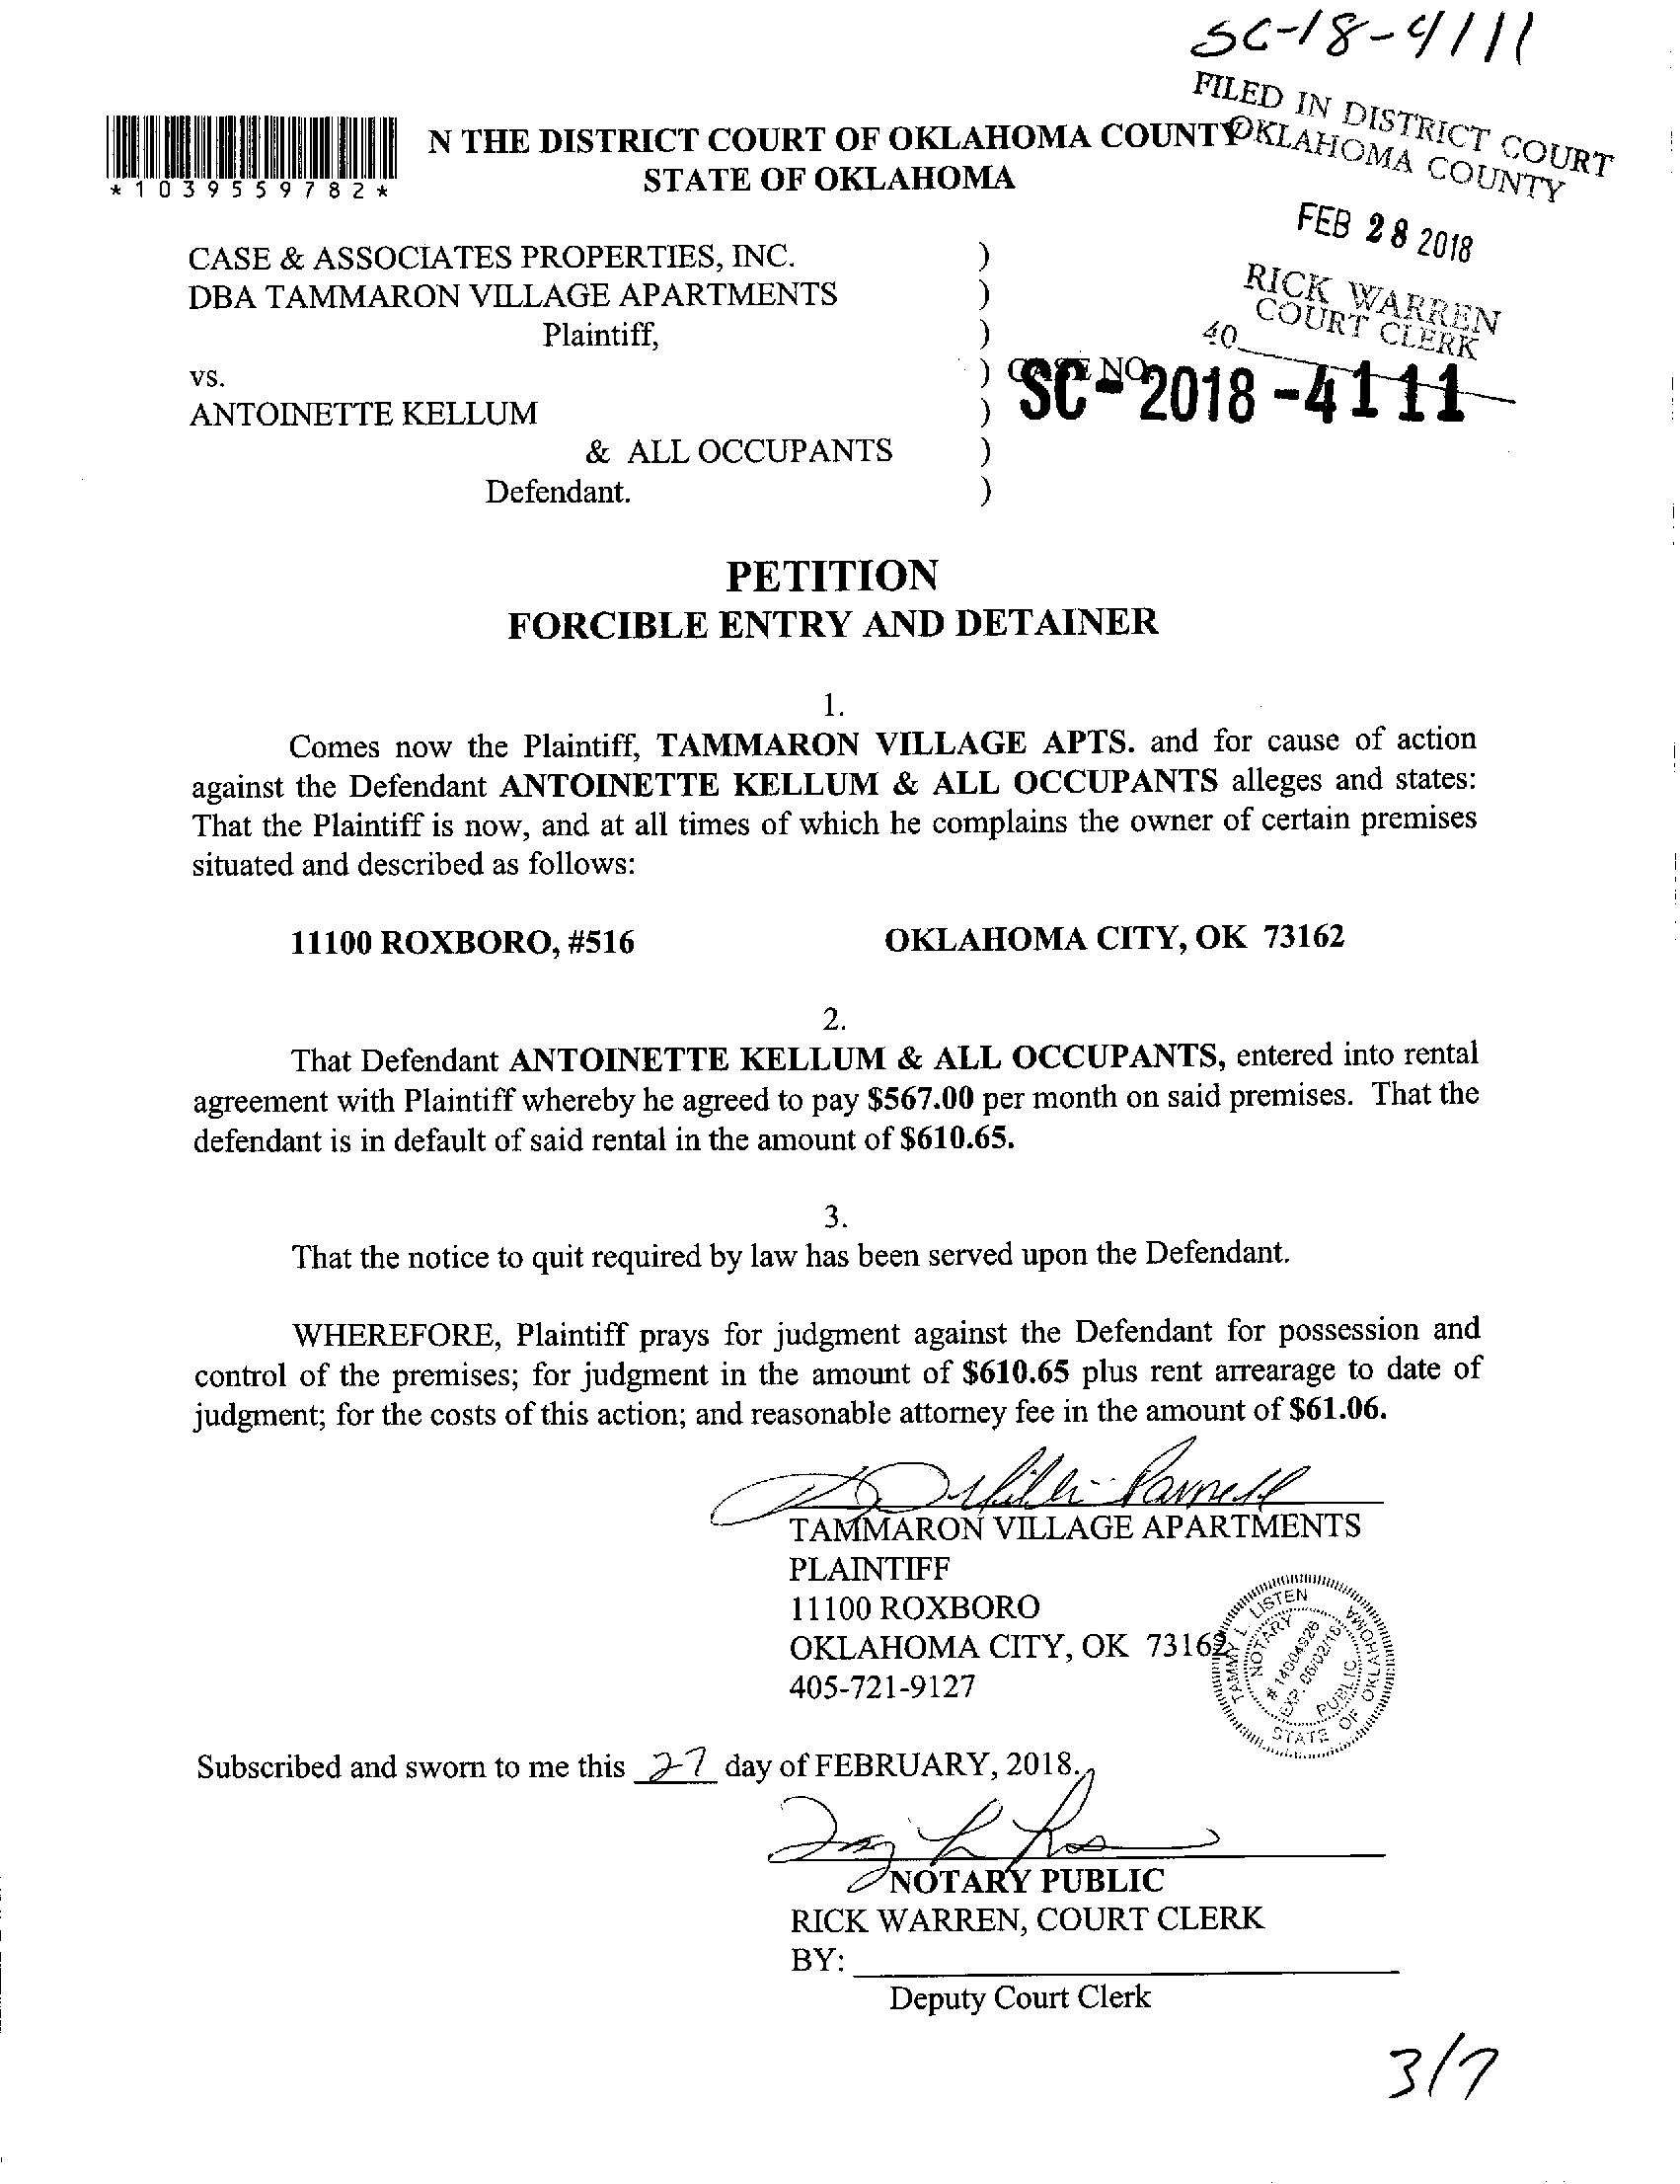 SC-18-4111
FILED IN DISTRICT COURT
OKLAHOMA COUNTY
N THE DISTRICT COURT OF OKLAHOMA COUNTY
STATE OF OKLAHOMA
*1039559782*
FEB 28 2018
RICK WARREN
COURT CLERK
40
CASE & ASSOCIATES PROPERTIES, INC. )
DBA TAMMARON VILLAGE APARTMENTS )
Plaintiff, )
vs. ) CASE NO.
SC-2018-4111
ANTOINETTE KELLUM )
& ALL OCCUPANTS )
Defendant. )
PETITION
FORCIBLE ENTRY AND DETAINER
1.
Comes now the Plaintiff, TAMMARON VILLAGE APTS. and for cause of action
against the Defendant ANTOINETTE KELLUM & ALL OCCUPANTS alleges and states:
That the Plaintiff is now, and at all times of which he complains the owner of certain premises
situated and described as follows:
11100 ROXBORO, #516 OKLAHOMA CITY, OK 73162
2.
That Defendant ANTOINETTE KELLUM & ALL OCCUPANTS, entered into rental
agreement with Plaintiff whereby he agreed to pay $567.00 per month on said premises. That the
defendant is in default of said rental in the amount of $610.65.
3.
That the notice to quit required by law has been served upon the Defendant.
WHEREFORE, Plaintiff prays for judgment against the Defendant for possession and
control of the premises; for judgment in the amount of $610.65 plus rent arrearage to date of
judgment; for the costs of this action; and reasonable attorney fee in the amount of $61.06.
TAMMARON VILLAGE APARTMENTS
PLAINTIFF
11100 ROXBORO
OKLAHOMA CITY, OK 73162
405-721-9127
TAMMY L. LISTEN
NOTARY PUBLIC
# 14004926
EXP. 06/02/18
STATE OF OKLAHOMA
Subscribed and sworn to me this 27 day of FEBRUARY, 2018.
NOTARY PUBLIC
RICK WARREN, COURT CLERK
BY:
Deputy Court Clerk
3/7